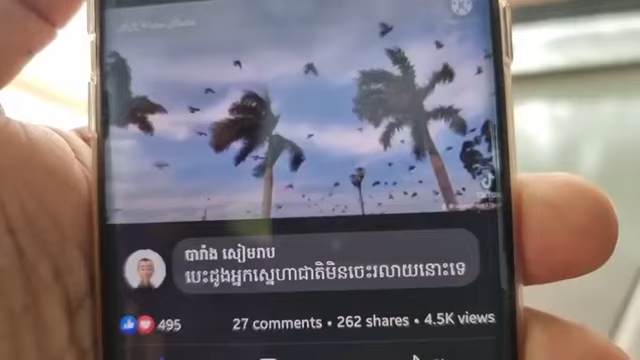 បារ៉ាង សៀមរាប
បេះដូងអ្នកស្នេហាជាតិមិនចេះរលាយនោះទេ
495
27 comments • 262 shares • 4.5K views